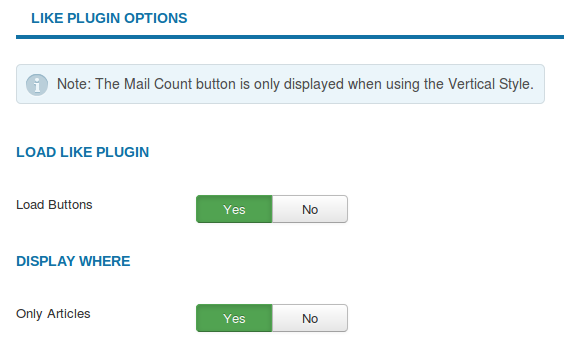 LIKE PLUGIN OPTIONS
Note: The Mail Count button is only displayed when using the Vertical Style.
LOAD LIKE PLUGIN
Load Buttons Yes No
DISPLAY WHERE
Only Articles Yes No